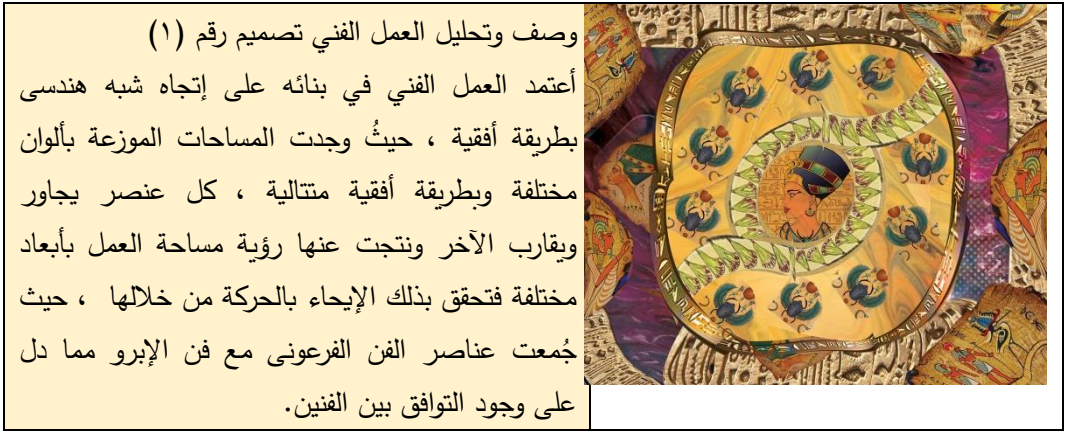 وصف وتحليل العمل الفني تصميم رقم (١)
أعتمد العمل الفني في بنائه على إتجاه شبه هندسى
بطريقة أفقية ، حيثُ وجدت المساحات الموزعة بألوان
مختلفة وبطريقة أفقية متتالية ، كل عنصر يجاور
ويقارب الآخر ونتجت عنها رؤية مساحة العمل بأبعاد
مختلفة فتحقق بذلك الإيحاء بالحركة من خلالها ، حيث
جُمعت عناصر الفن الفرعونى مع فن الإبرو مما دل
على وجود التوافق بين الفنين.